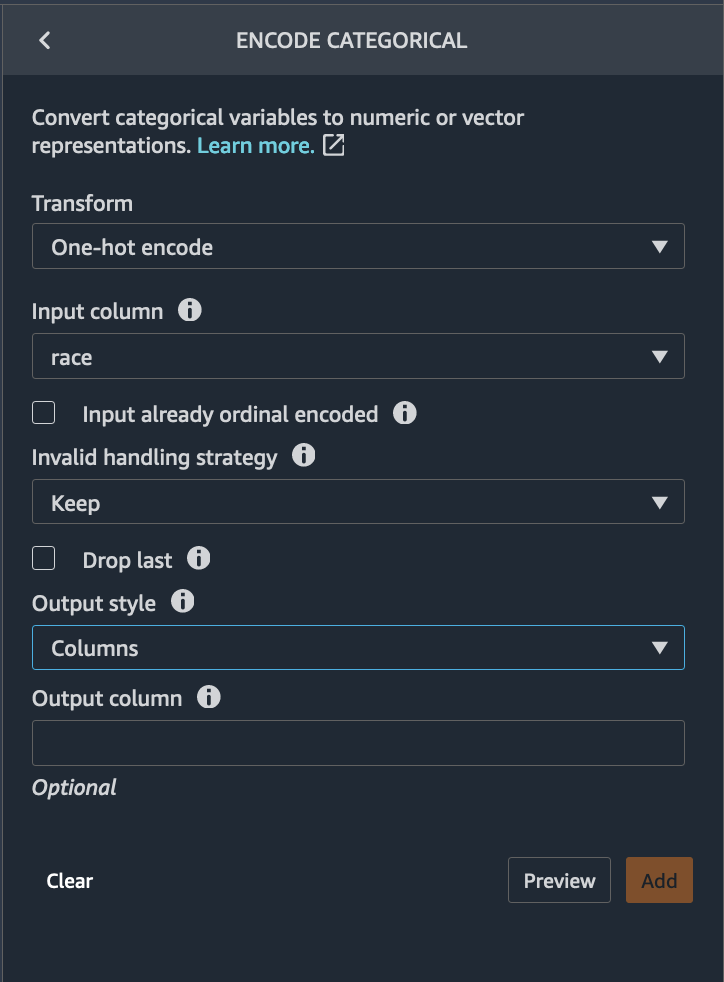 ENCODE CATEGORICAL
Convert categorical variables to numeric or vector
representations. Learn more.
Transform
One-hot encode
Input column
race
Input already ordinal encoded
Invalid handling strategy
Keep
Drop last
Output style
Columns
Output column
Optional
Clear Preview Add